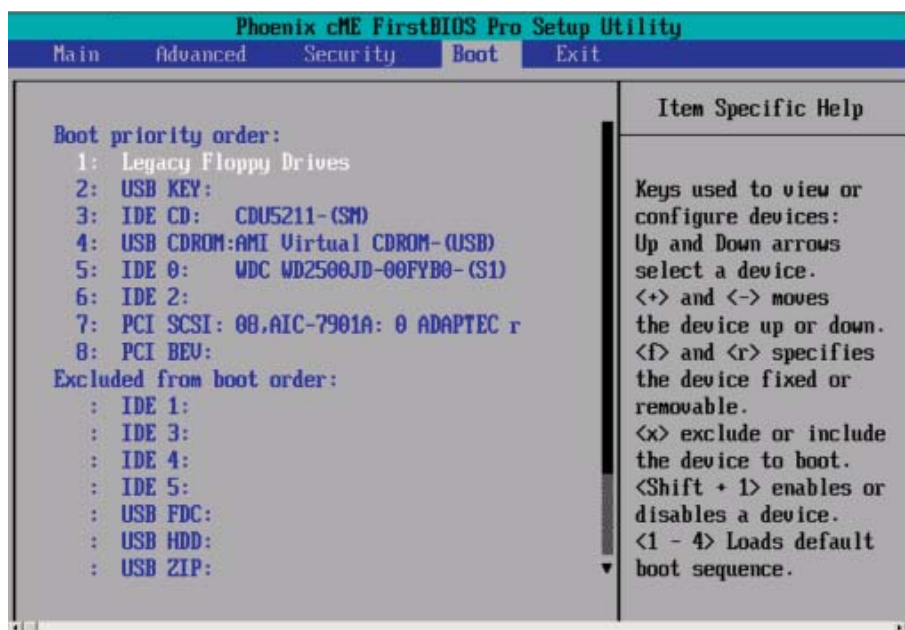 Phoenix cME FirstBIOS Pro Setup Utility
Main Advanced Security Boot Exit
Boot priority order:
1: Legacy Floppy Drives
2: USB KEY:
3: IDE CD: CDU5211-(SM)
4: USB CDROM:AMI Virtual CDROM-(USB)
5: IDE 0: WDC WD2500JD-00FYB0-(S1)
6: IDE 2:
7: PCI SCSI: 08,AIC-7901A: 0 ADAPTEC r
8: PCI BEV:
Excluded from boot order:
: IDE 1:
: IDE 3:
: IDE 4:
: IDE 5:
: USB FDC:
: USB HDD:
: USB ZIP:
Item Specific Help
Keys used to view or
configure devices:
Up and Down arrows
select a device.
<+> and <-> moves
the device up or down.
<f> and <r> specifies
the device fixed or
removable.
<x> exclude or include
the device to boot.
<Shift + 1> enables or
disables a device.
<1 - 4> Loads default
boot sequence.